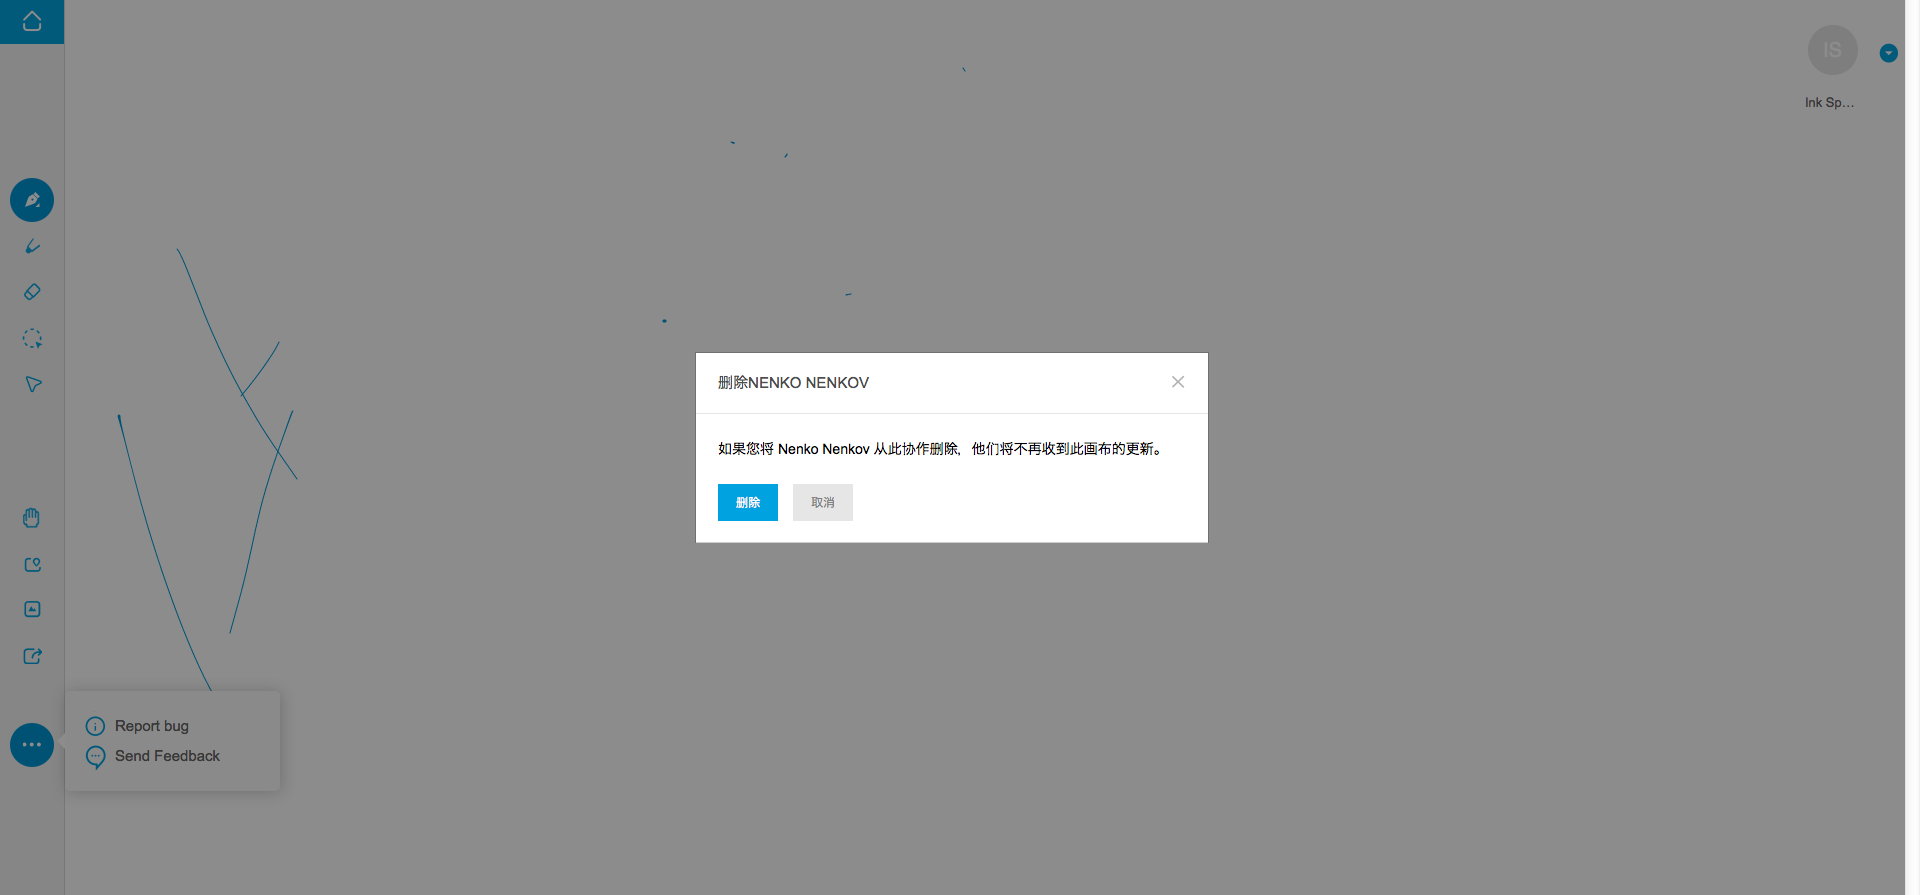 IS
Ink Sp...
删除NENKO NENKOV
如果您将 Nenko Nenkov 从此协作删除, 他们将不再收到此画布的更新。
删除
取消
Report bug
Send Feedback